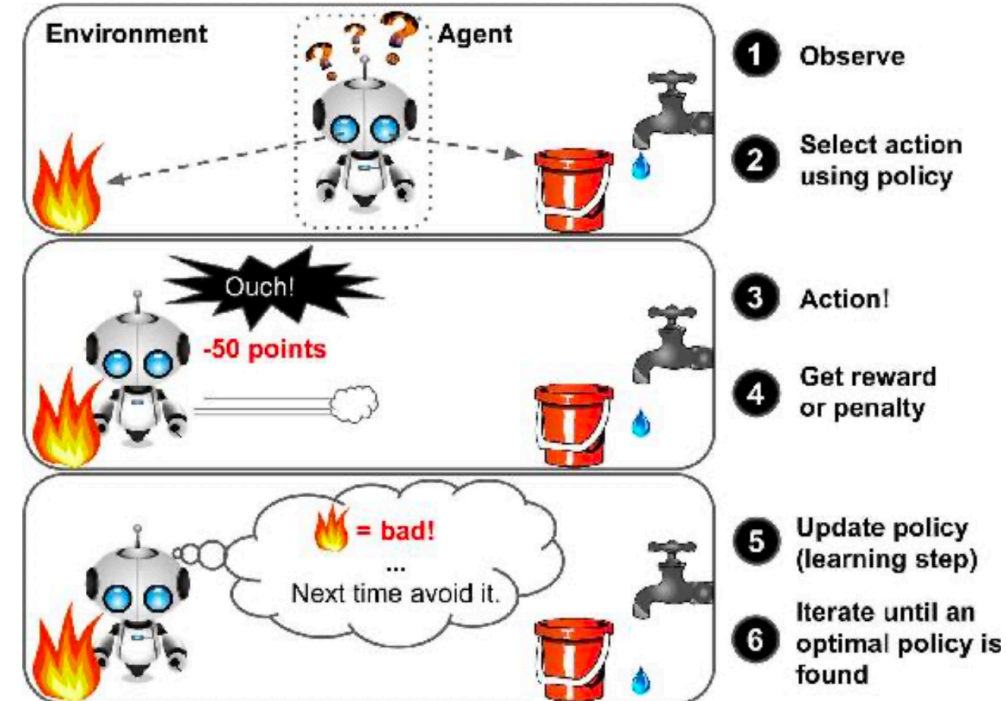 Environment
Agent
? ? ?
1 Observe
2 Select action
using policy
Ouch!
-50 points
3 Action!
4 Get reward
or penalty
= bad!
...
Next time avoid it.
5 Update policy
(learning step)
6 Iterate until an
optimal policy is
found